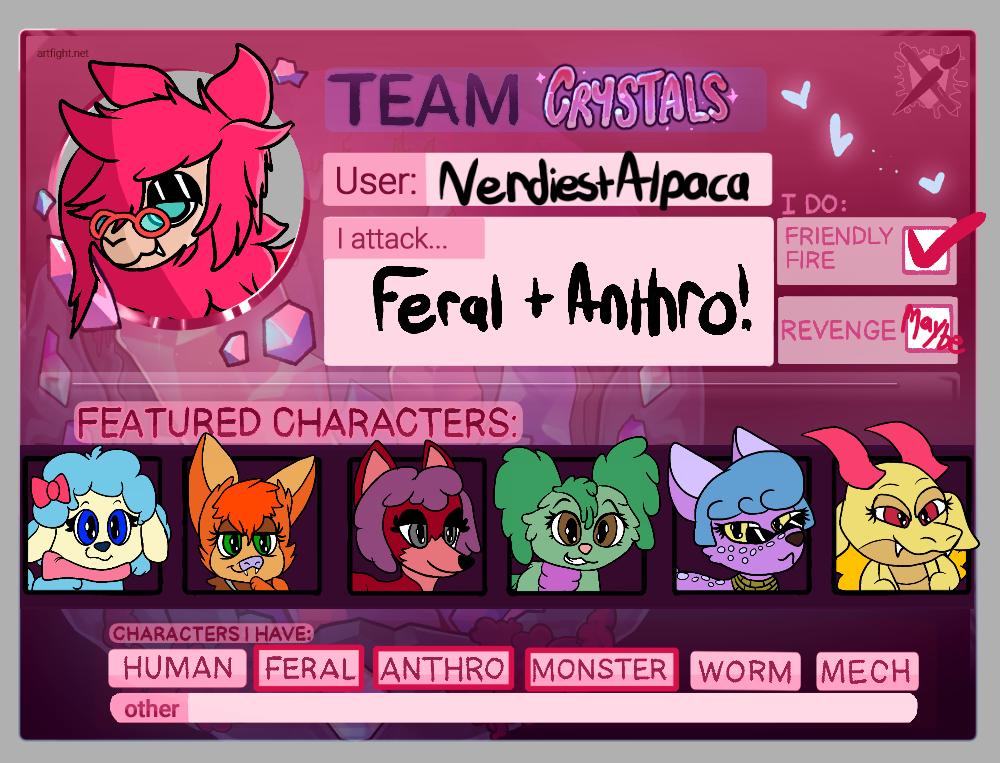 artfight.net
TEAM CRYSTALS
User: NerdiestAlpaca
I attack...
Feral + Anthro!
I DO:
FRIENDLY
FIRE
REVENGE Maybe
FEATURED CHARACTERS:
CHARACTERS I HAVE:
HUMAN FERAL ANTHRO MONSTER WORM MECH
other